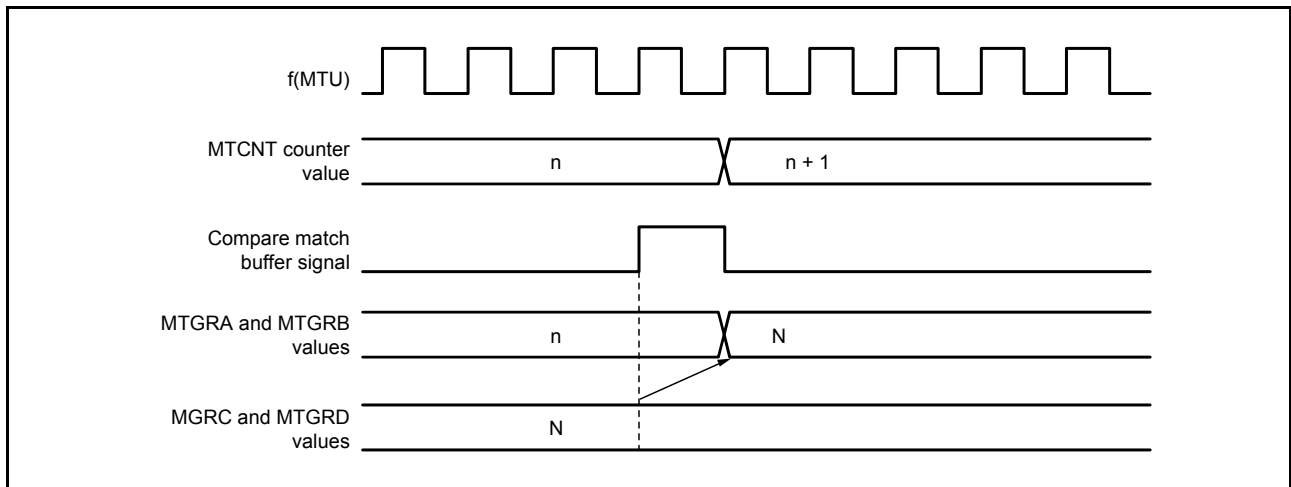 f(MTU)
MTCNT counter
value
n
n + 1
Compare match
buffer signal
MTGRA and MTGRB
values
n
N
MGRC and MTGRD
values
N